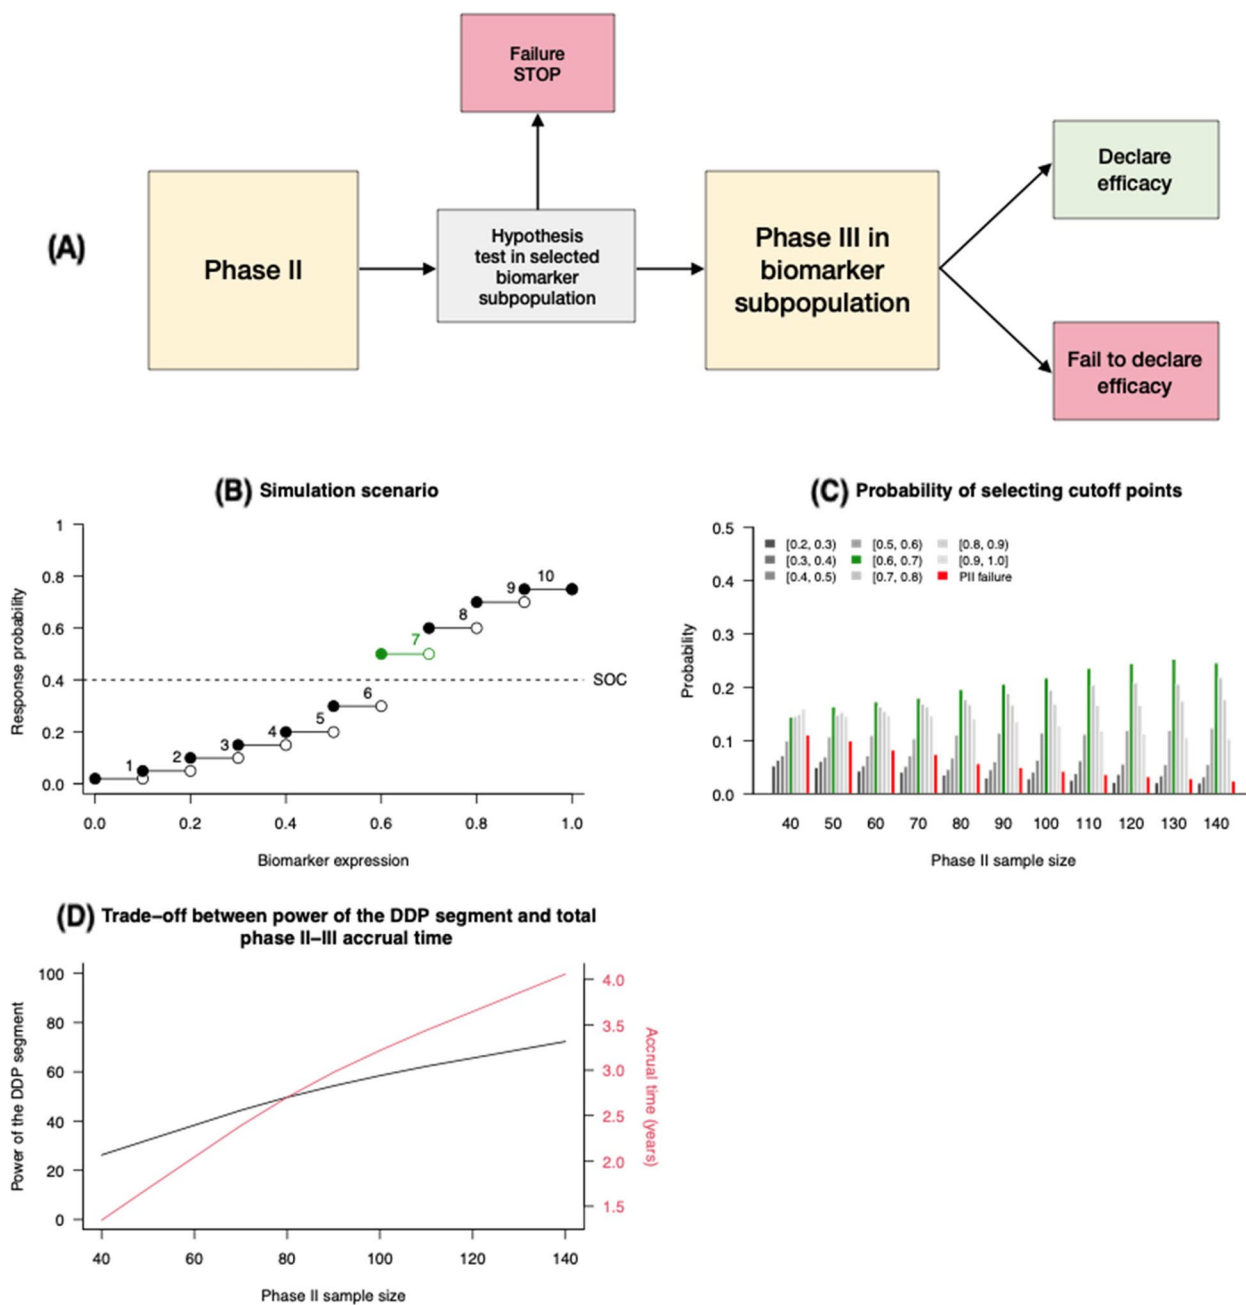 Failure
STOP
(A)
Phase II
Hypothesis
test in selected
biomarker
subpopulation
Phase III in
biomarker
subpopulation
Declare
efficacy
Fail to declare
efficacy
(B) Simulation scenario
Response probability
1
0.8
0.6
0.4
0.2
0.0
1
2
3
4
5
6
7
8
9
10
SOC
0.0 0.2 0.4 0.6 0.8 1.0
Biomarker expression
(C) Probability of selecting cutoff points
Probability
0.5
0.4
0.3
0.2
0.1
0.0
[0.2, 0.3) [0.5, 0.6) [0.8, 0.9)
[0.3, 0.4) [0.6, 0.7) [0.9, 1.0]
[0.4, 0.5) [0.7, 0.8) PII failure
40 50 60 70 80 90 100 110 120 130 140
Phase II sample size
(D) Trade–off between power of the DDP segment and total
phase II–III accrual time
Power of the DDP segment
100
80
60
40
20
0
4.0
3.5
3.0
2.5
2.0
1.5
Accrual time (years)
40 60 80 100 120 140
Phase II sample size